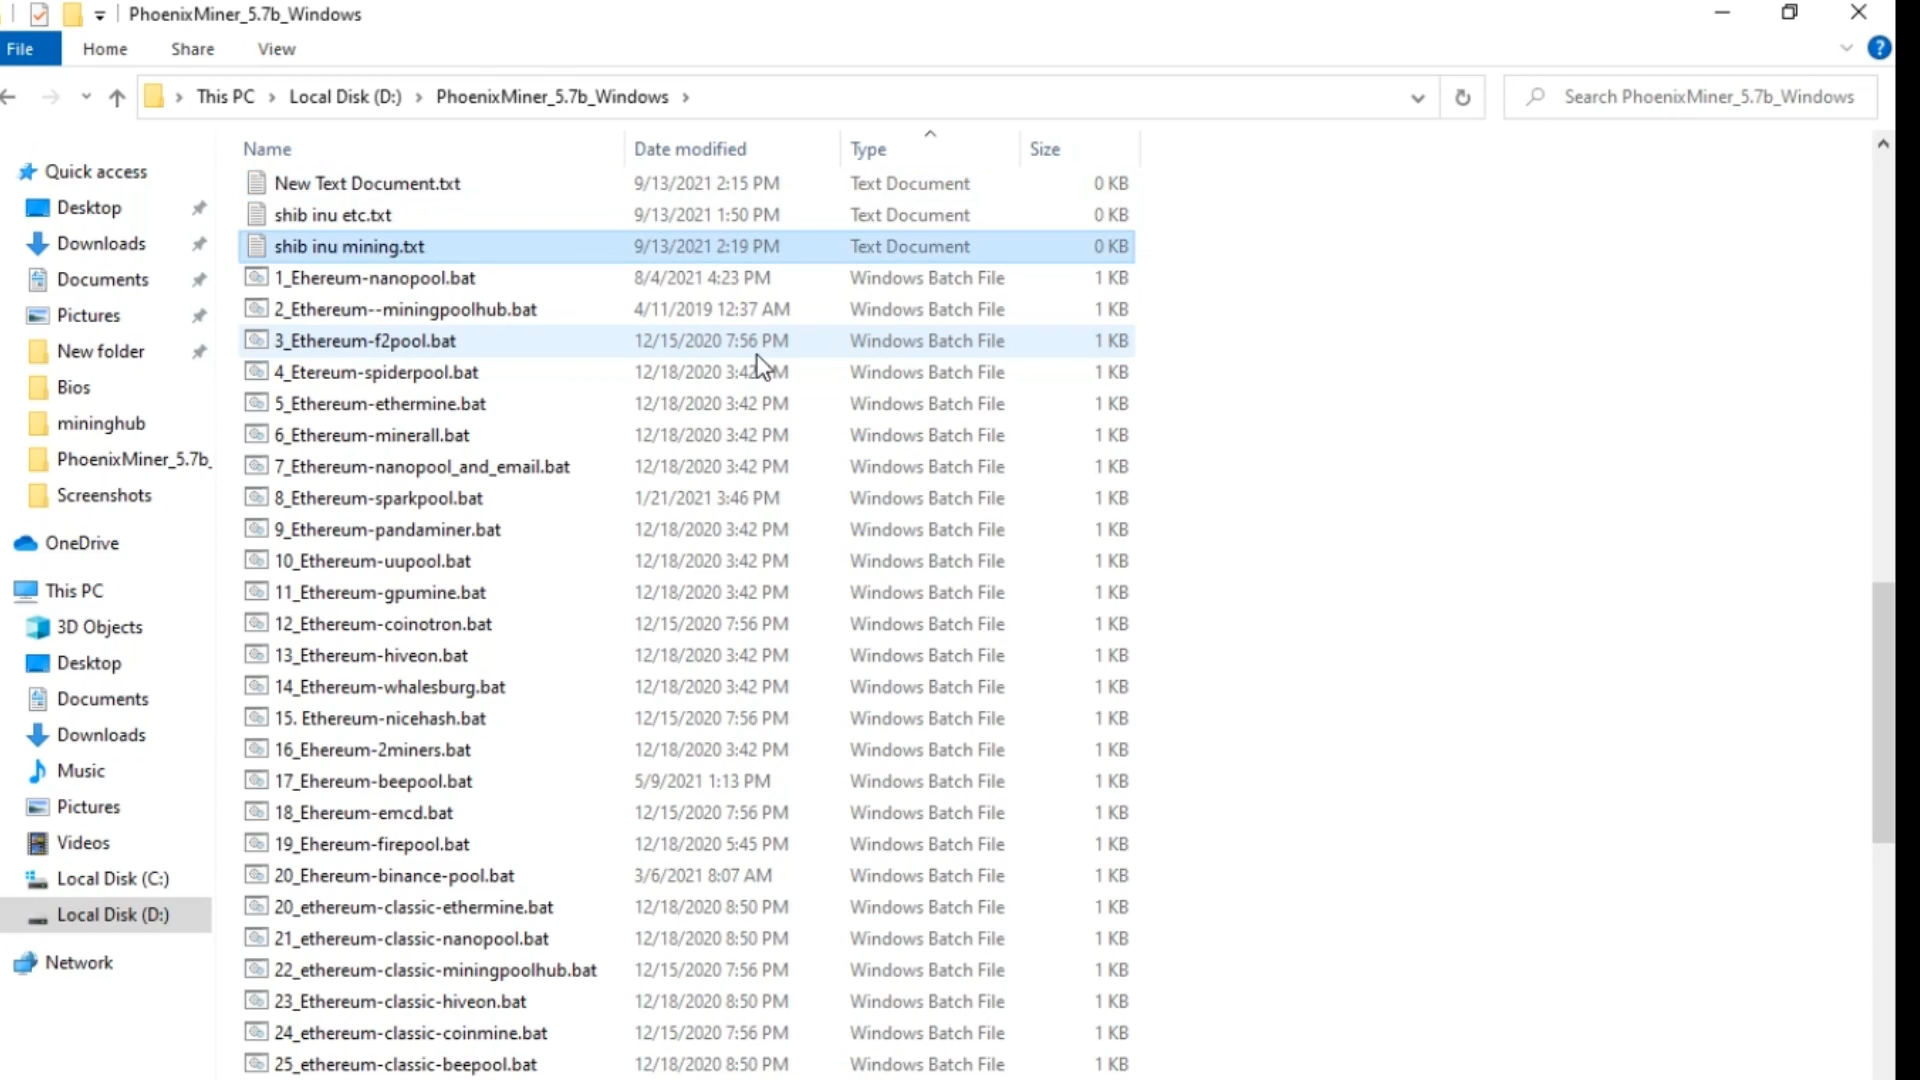 PhoenixMiner_5.7b_Windows
File Home Share View
This PC Local Disk (D:) PhoenixMiner_5.7b_Windows
Search PhoenixMiner_5.7b_Windows
Quick access
Desktop
Downloads
Documents
Pictures
New folder
Bios
mininghub
PhoenixMiner_5.7b_
Screenshots
OneDrive
This PC
3D Objects
Desktop
Documents
Downloads
Music
Pictures
Videos
Local Disk (C:)
Local Disk (D:)
Network
Name Date modified Type Size
New Text Document.txt 9/13/2021 2:15 PM Text Document 0 KB
shib inu etc.txt 9/13/2021 1:50 PM Text Document 0 KB
shib inu mining.txt 9/13/2021 2:19 PM Text Document 0 KB
1_Ehereum-nanopool.bat 8/4/2021 4:23 PM Windows Batch File 1 KB
2_Ethereum--miningpoolhub.bat 4/11/2019 12:37 AM Windows Batch File 1 KB
3_Ethereum-f2pool.bat 12/15/2020 7:56 PM Windows Batch File 1 KB
4_Etereum-spiderpool.bat 12/18/2020 3:42 PM Windows Batch File 1 KB
5_Ethereum-ethermine.bat 12/18/2020 3:42 PM Windows Batch File 1 KB
6_Ethereum-minerall.bat 12/18/2020 3:42 PM Windows Batch File 1 KB
7_Ethereum-nanopool_and_email.bat 12/18/2020 3:42 PM Windows Batch File 1 KB
8_Ethereum-sparkpool.bat 1/21/2021 3:46 PM Windows Batch File 1 KB
9_Ethereum-pandaminer.bat 12/18/2020 3:42 PM Windows Batch File 1 KB
10_Ethereum-uupool.bat 12/18/2020 3:42 PM Windows Batch File 1 KB
11_Ethereum-gpumine.bat 12/18/2020 3:42 PM Windows Batch File 1 KB
12_Ethereum-coinotron.bat 12/15/2020 7:56 PM Windows Batch File 1 KB
13_Ethereum-hiveon.bat 12/18/2020 3:42 PM Windows Batch File 1 KB
14_Ethereum-whalesburg.bat 12/18/2020 3:42 PM Windows Batch File 1 KB
15. Ethereum-nicehash.bat 12/15/2020 7:56 PM Windows Batch File 1 KB
16_Ehereum-2miners.bat 12/18/2020 3:42 PM Windows Batch File 1 KB
17_Ehereum-beepool.bat 5/9/2021 1:13 PM Windows Batch File 1 KB
18_Ehereum-emcd.bat 12/15/2020 7:56 PM Windows Batch File 1 KB
19_Ehereum-firepool.bat 12/18/2020 5:45 PM Windows Batch File 1 KB
20_Ehereum-binance-pool.bat 3/6/2021 8:07 AM Windows Batch File 1 KB
20_ethereum-classic-ethermine.bat 12/18/2020 8:50 PM Windows Batch File 1 KB
21_ethereum-classic-nanopool.bat 12/18/2020 8:50 PM Windows Batch File 1 KB
22_ethereum-classic-miningpoolhub.bat 12/15/2020 7:56 PM Windows Batch File 1 KB
23_Ethereum-classic-hiveon.bat 12/18/2020 8:50 PM Windows Batch File 1 KB
24_ethereum-classic-coinmine.bat 12/15/2020 7:56 PM Windows Batch File 1 KB
25_ethereum-classic-beepool.bat 12/18/2020 8:50 PM Windows Batch File 1 KB